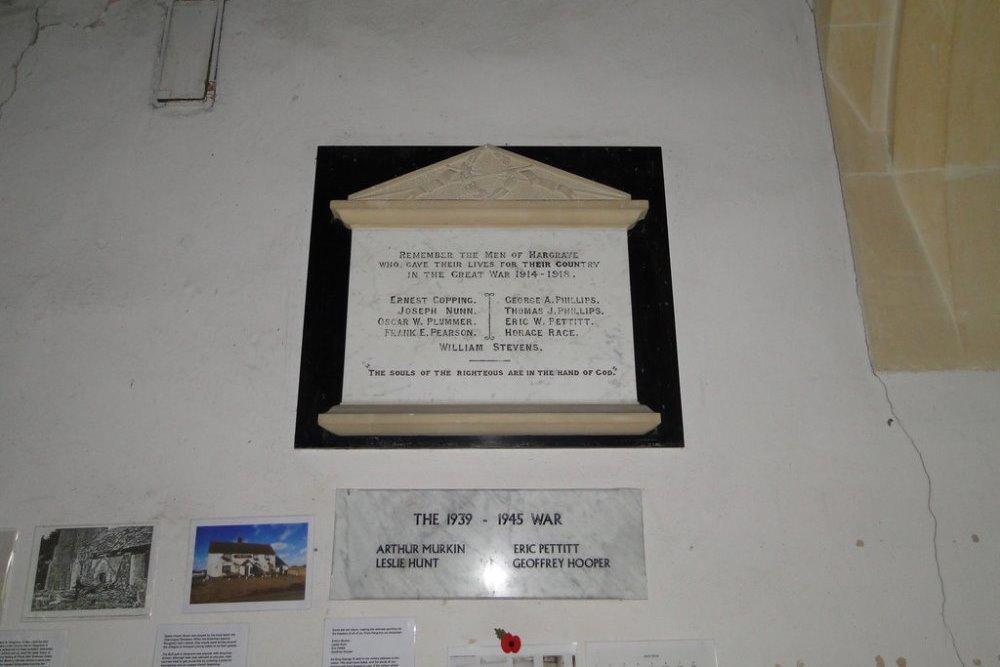 REMEMBER THE MEN OF HARGRAVE
WHO GAVE THEIR LIVES FOR THEIR COUNTRY
IN THE GREAT WAR 1914-1918.
ERNEST COPPING.
JOSEPH NUNN.
OSCAR W. PLUMMER.
FRANK E. PEARSON.
GEORGE A. PHILLIPS.
THOMAS J. PHILLIPS.
ERIC W. PETTITT.
HORACE RACE.
WILLIAM STEVENS.
"THE SOULS OF THE RIGHTEOUS ARE IN THE HAND OF GOD."
THE 1939 - 1945 WAR
ARTHUR MURKIN
LESLIE HUNT
ERIC PETTITT
GEOFFREY HOOPER